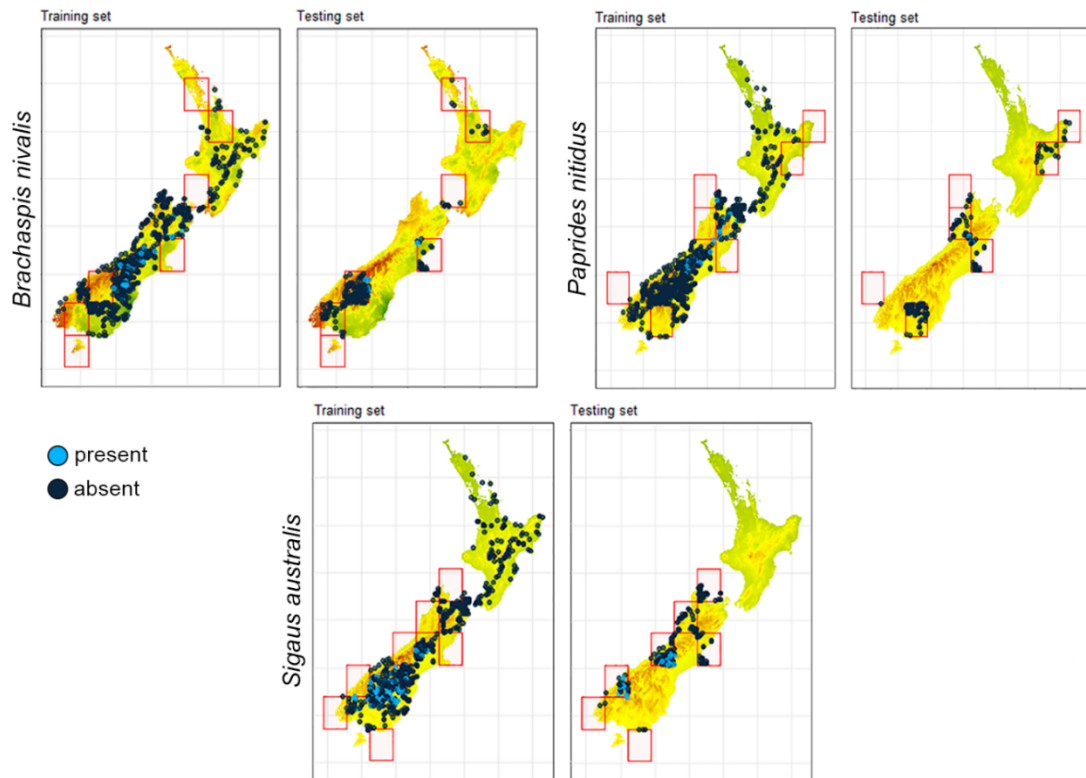 Training set
Testing set
Brachaspis nivalis
Training set
Testing set
Paprides nitidus
Training set
Testing set
present
absent
Sigaus australis